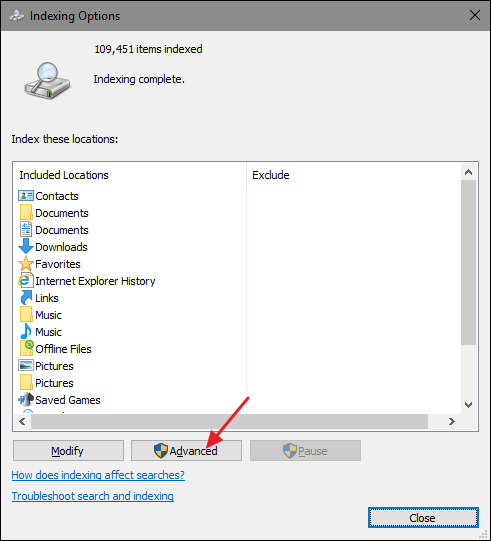 Indexing Options
109,451 items indexed
Indexing complete.
Index these locations:
Included Locations Exclude
Contacts
Documents
Documents
Downloads
Favorites
Internet Explorer History
Links
Music
Music
Offline Files
Pictures
Pictures
Saved Games
Modify Advanced Pause
How does indexing affect searches?
Troubleshoot search and indexing
Close